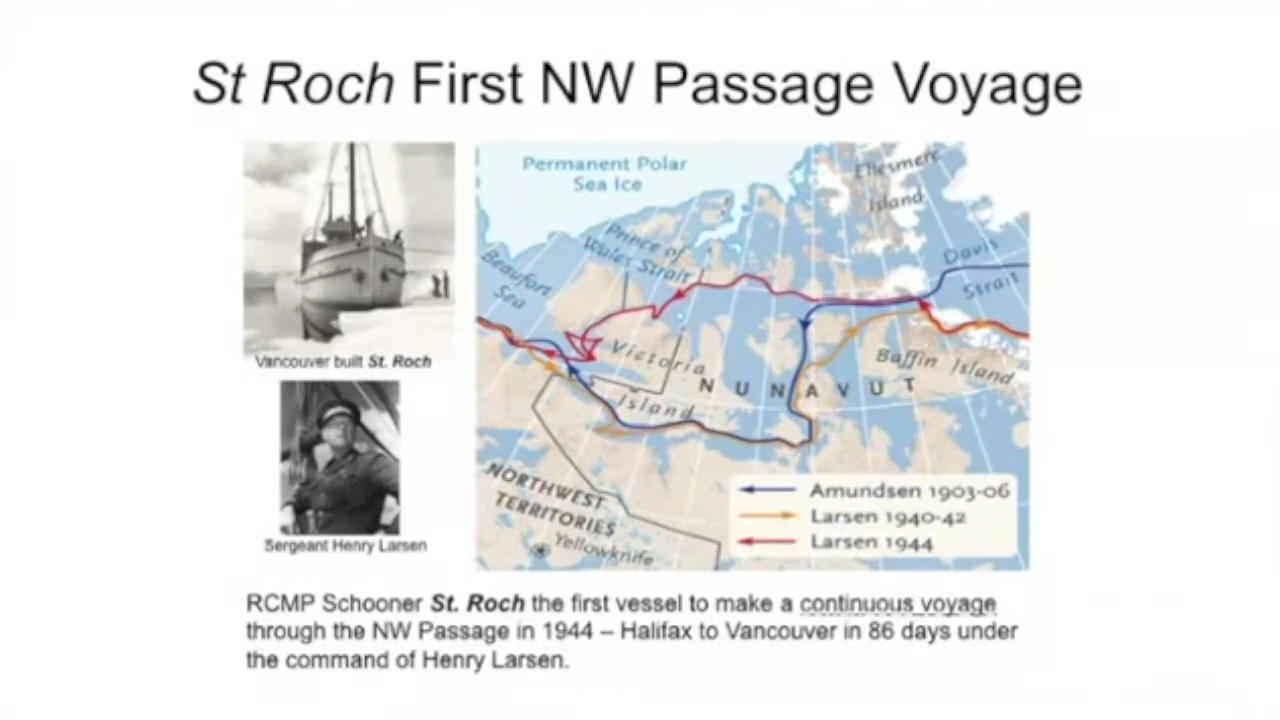 St Roch First NW Passage Voyage
Vancouver built St. Roch
Sergeant Henry Larsen
Permanent Polar
Sea Ice
Ellesmere
Island
Prince of
Wales Strait
Beaufort
Sea
Davis
Strait
Victoria
Island
Baffin Island
NUNAVUT
NORTHWEST
TERRITORIES
Yellowknife
Amundsen 1903-06
Larsen 1940-42
Larsen 1944
RCMP Schooner St. Roch the first vessel to make a continuous voyage
through the NW Passage in 1944 – Halifax to Vancouver in 86 days under
the command of Henry Larsen.